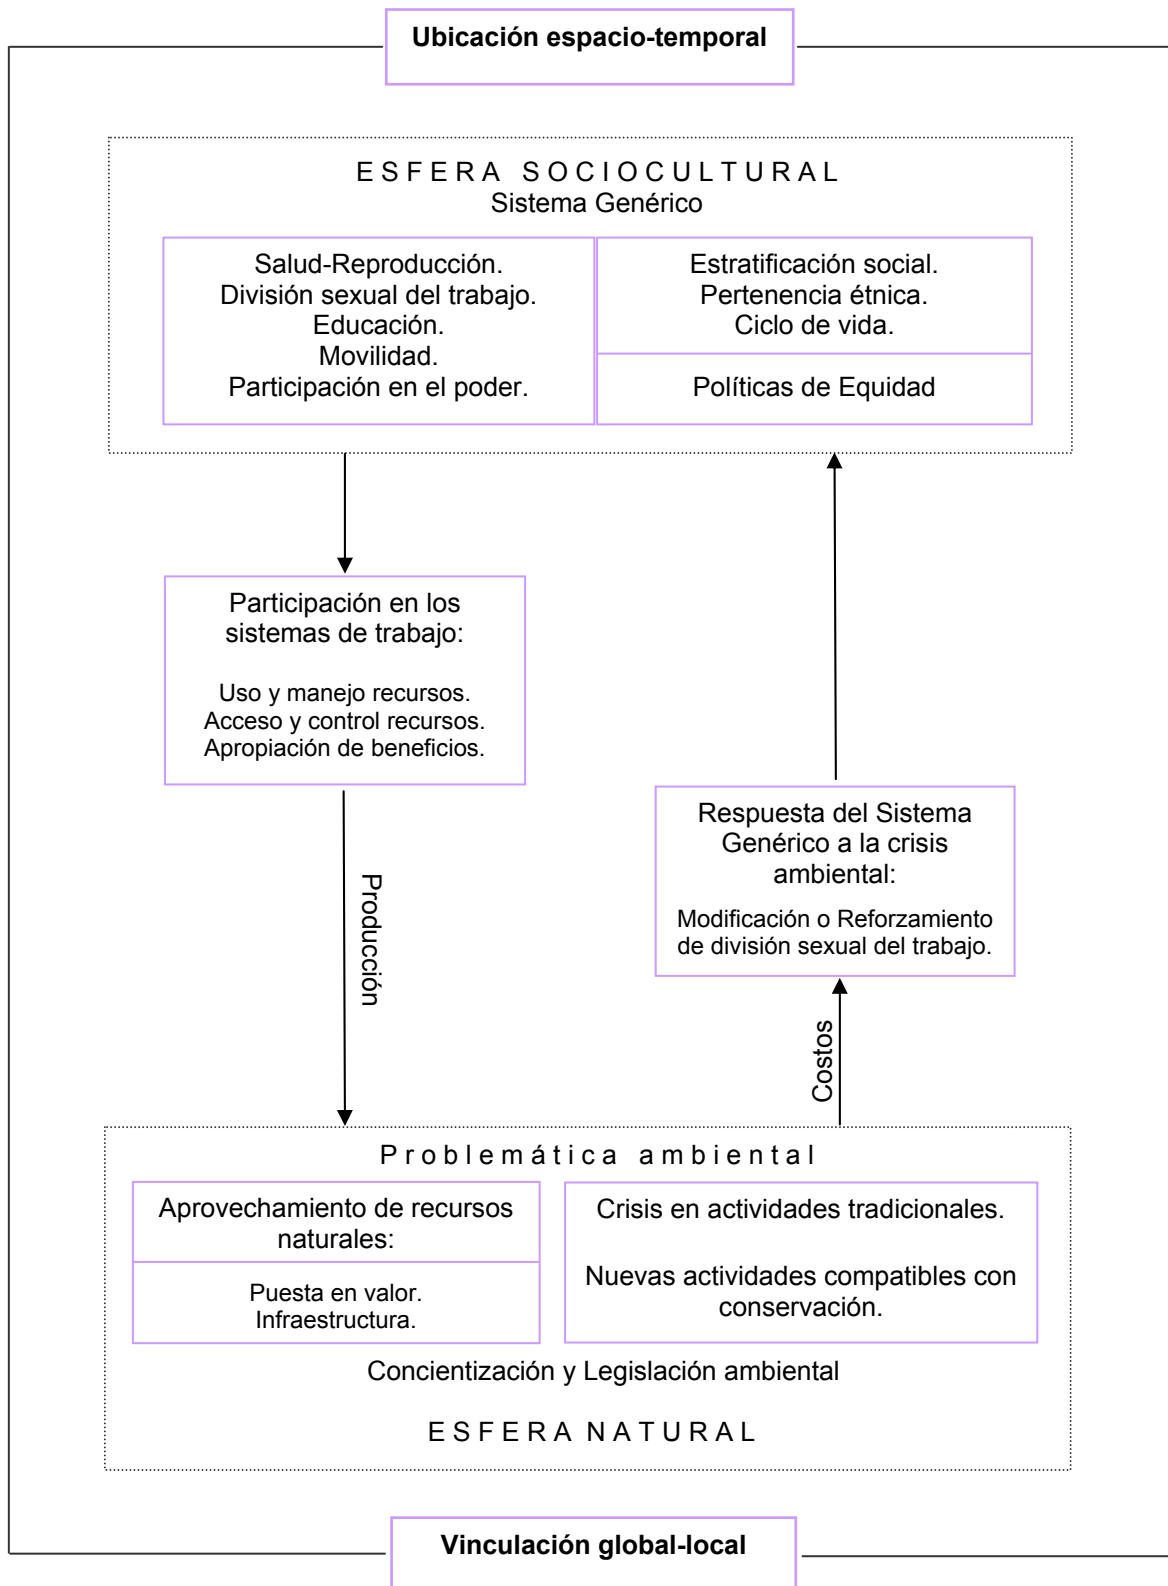 Ubicación espacio-temporal
E S F E R A S O C I O C U L T U R A L
Sistema Genérico
Salud-Reproducción.
División sexual del trabajo.
Educación.
Movilidad.
Participación en el poder.
Estratificación social.
Pertenencia étnica.
Ciclo de vida.
Políticas de Equidad
Participación en los
sistemas de trabajo:
Uso y manejo recursos.
Acceso y control recursos.
Apropiación de beneficios.
Producción
Respuesta del Sistema
Genérico a la crisis
ambiental:
Modificación o Reforzamiento
de división sexual del trabajo.
Costos
P r o b l e m á t i c a a m b i e n t a l
Aprovechamiento de recursos
naturales:
Puesta en valor.
Infraestructura.
Crisis en actividades tradicionales.
Nuevas actividades compatibles con
conservación.
Concientización y Legislación ambiental
E S F E R A N A T U R A L
Vinculación global-local